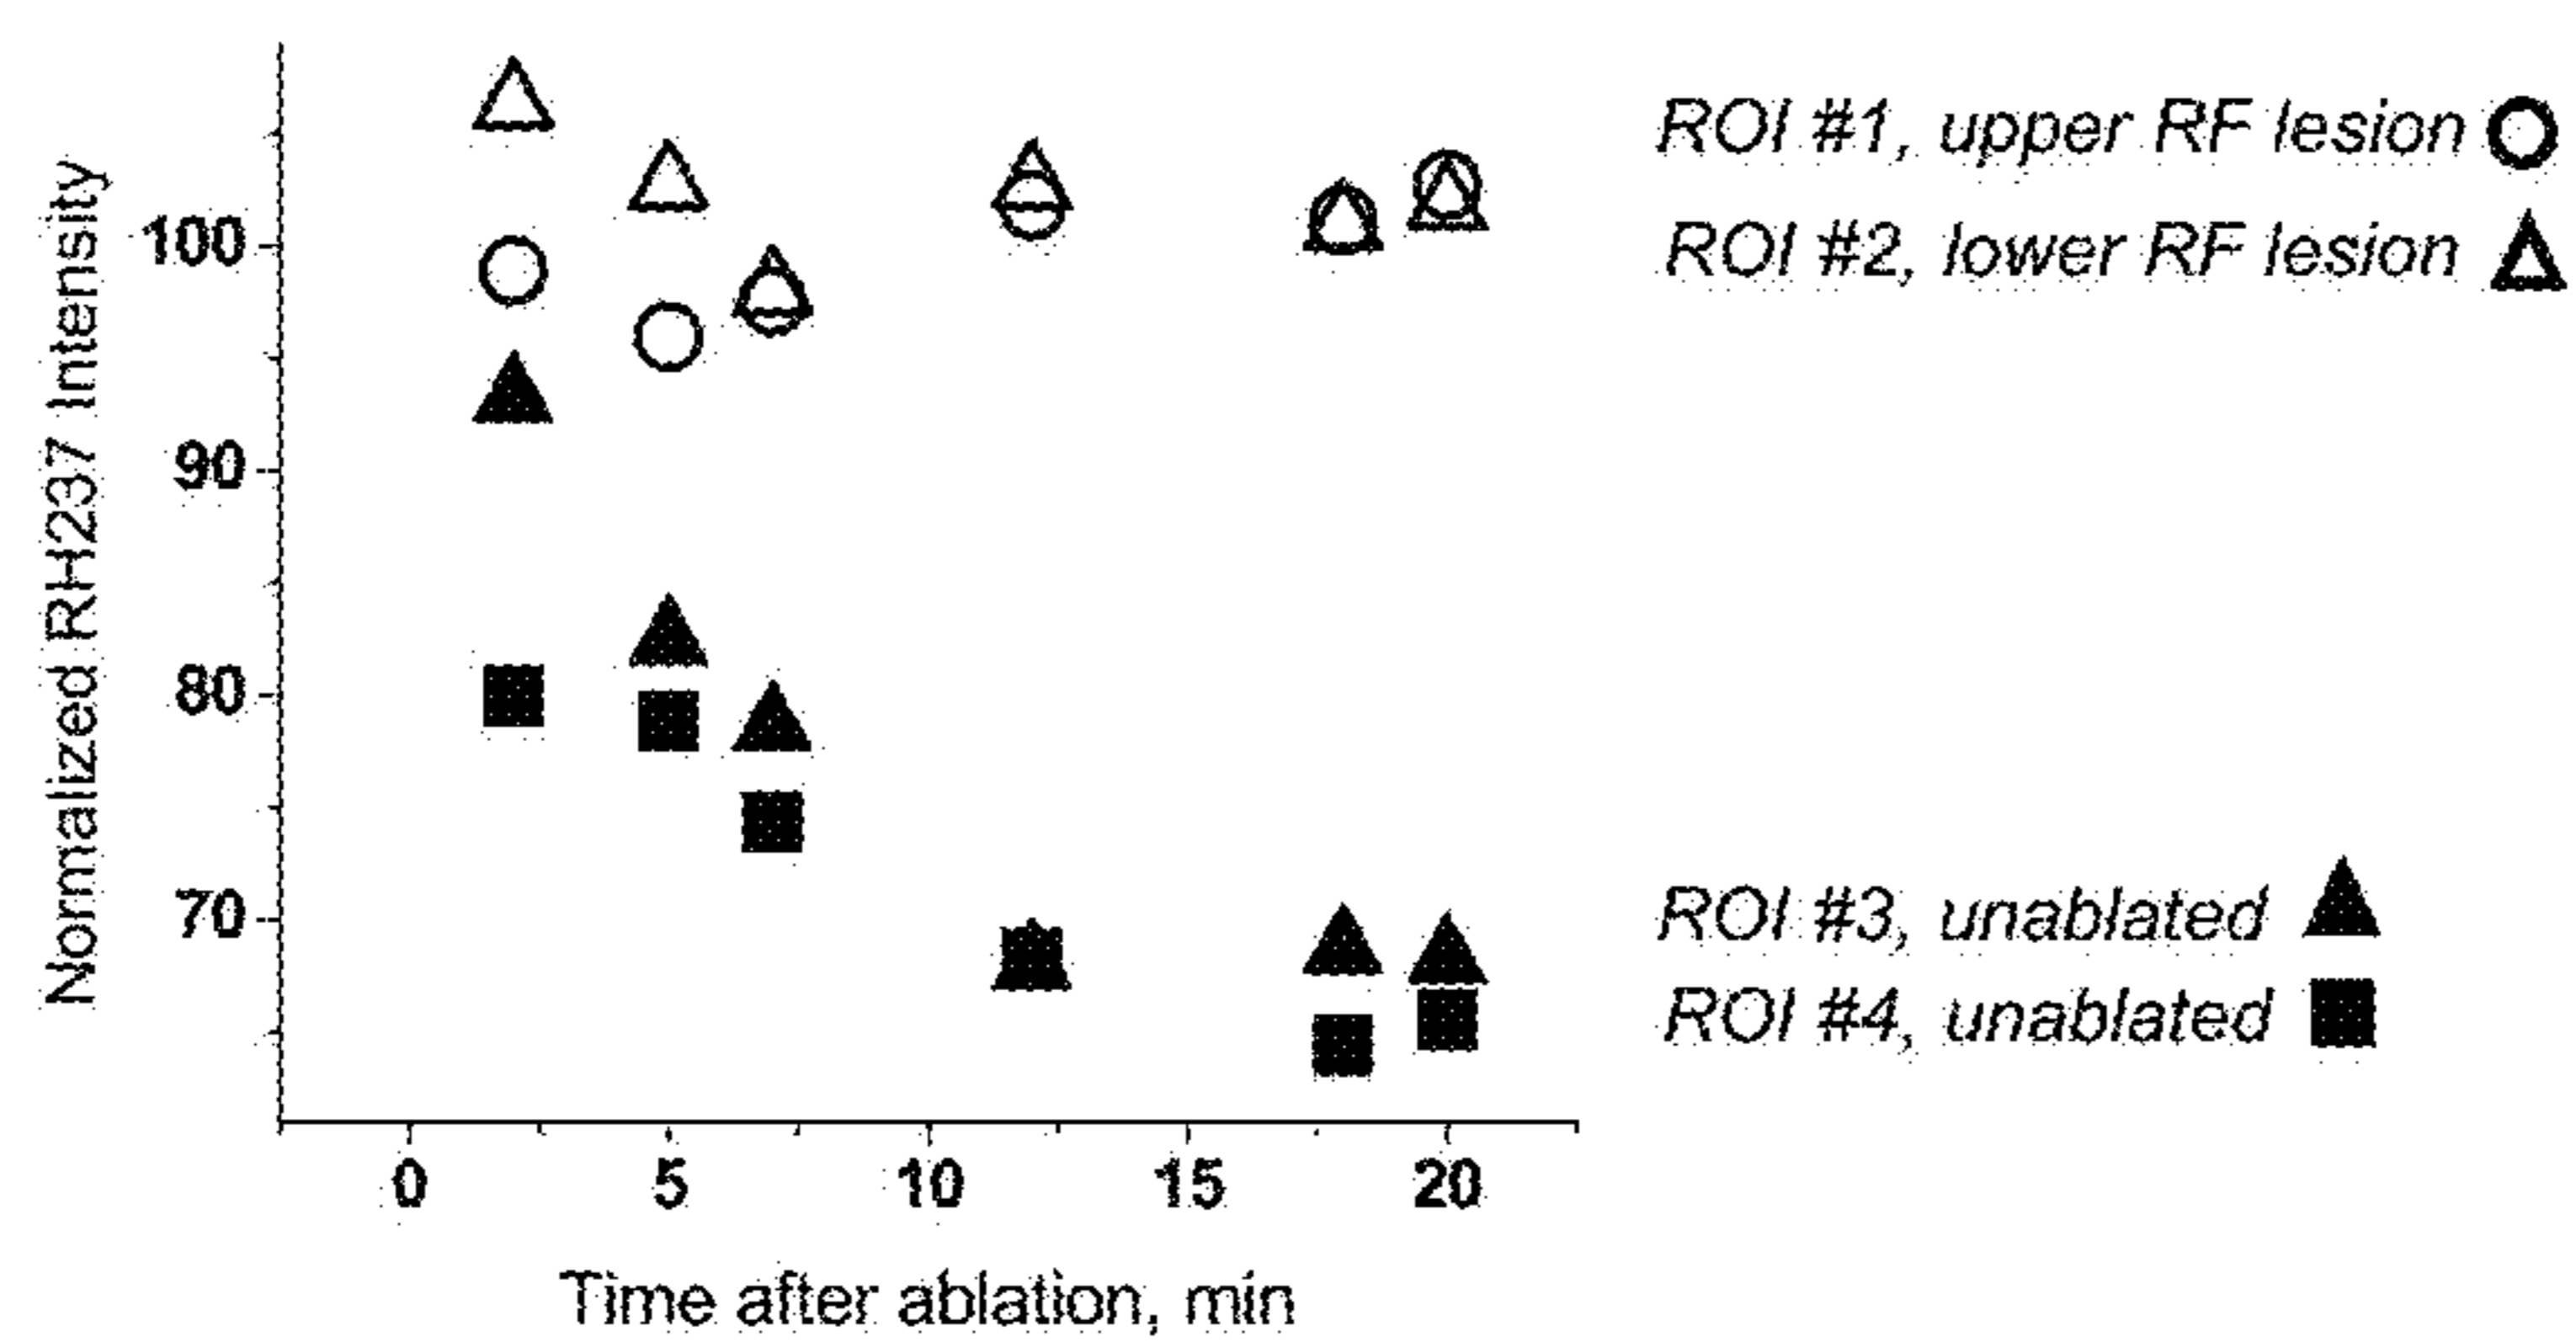 Normalized RH237 Intensity
100
90
80
70
0 5 10 15 20
Time after ablation, min
ROI #1, upper RF lesion
ROI #2, lower RF lesion
ROI #3, unablated
ROI #4, unablated